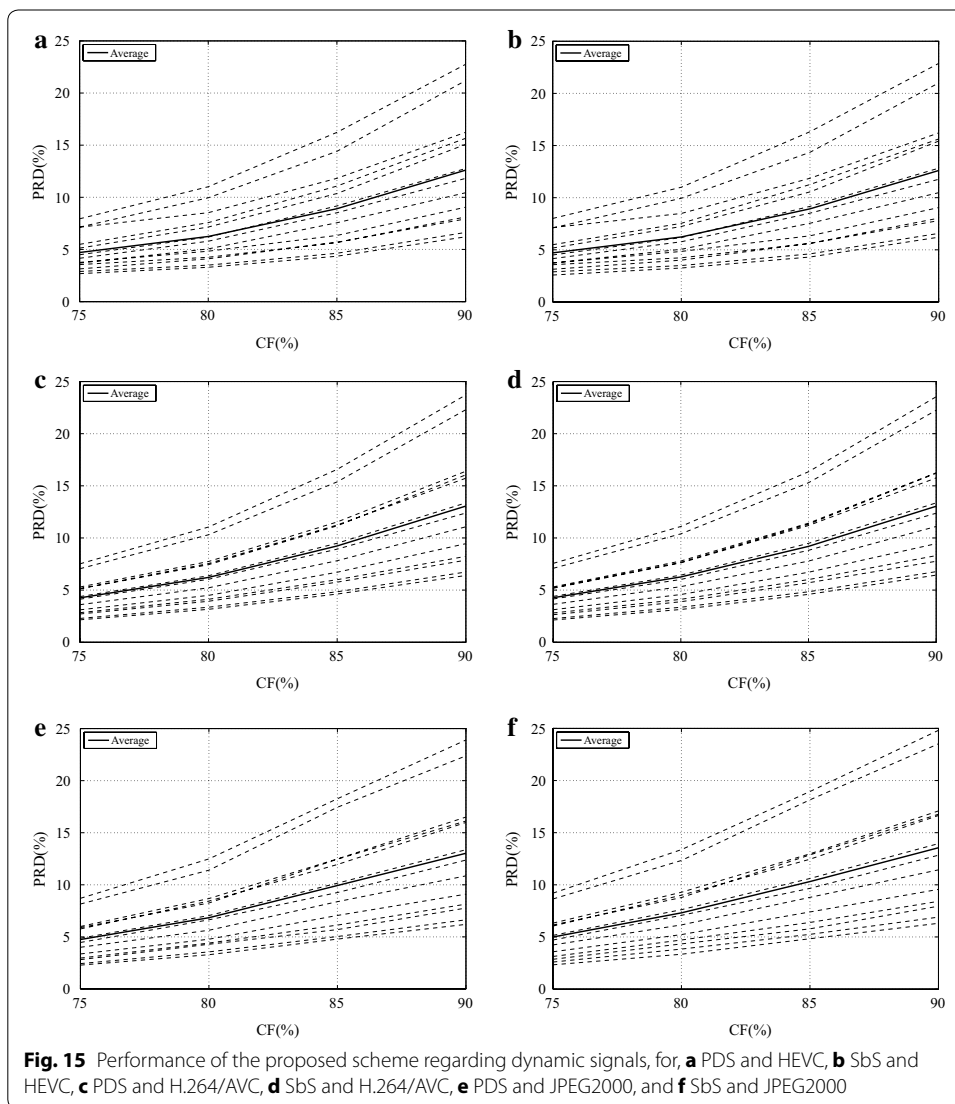 a
b
25
20
15
10
5
0
PRD(%)
Average
75
80
85
90
CF(%)
25
20
15
10
5
0
PRD(%)
Average
75
80
85
90
CF(%)
c
d
25
20
15
10
5
0
PRD(%)
Average
75
80
85
90
CF(%)
25
20
15
10
5
0
PRD(%)
Average
75
80
85
90
CF(%)
e
f
25
20
15
10
5
0
PRD(%)
Average
75
80
85
90
CF(%)
25
20
15
10
5
0
PRD(%)
Average
75
80
85
90
CF(%)
Fig. 15 Performance of the proposed scheme regarding dynamic signals, for, a PDS and HEVC, b SbS and
HEVC, c PDS and H.264/AVC, d SbS and H.264/AVC, e PDS and JPEG2000, and f SbS and JPEG2000